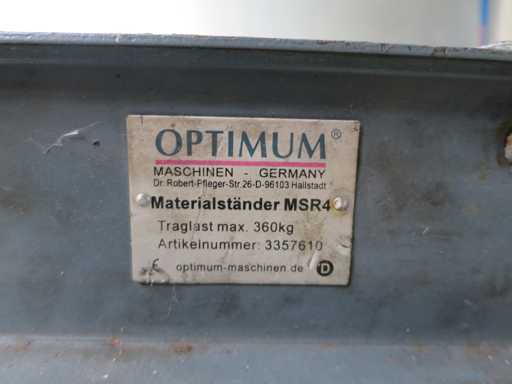 OPTIMUM®
MASCHINEN - GERMANY
Dr. Robert-Pfleger-Str.26-D-96103 Hallstadt
Materialständer MSR4
Traglast max. 360kg
Artikelnummer: 3357610
optimum-maschinen.de D